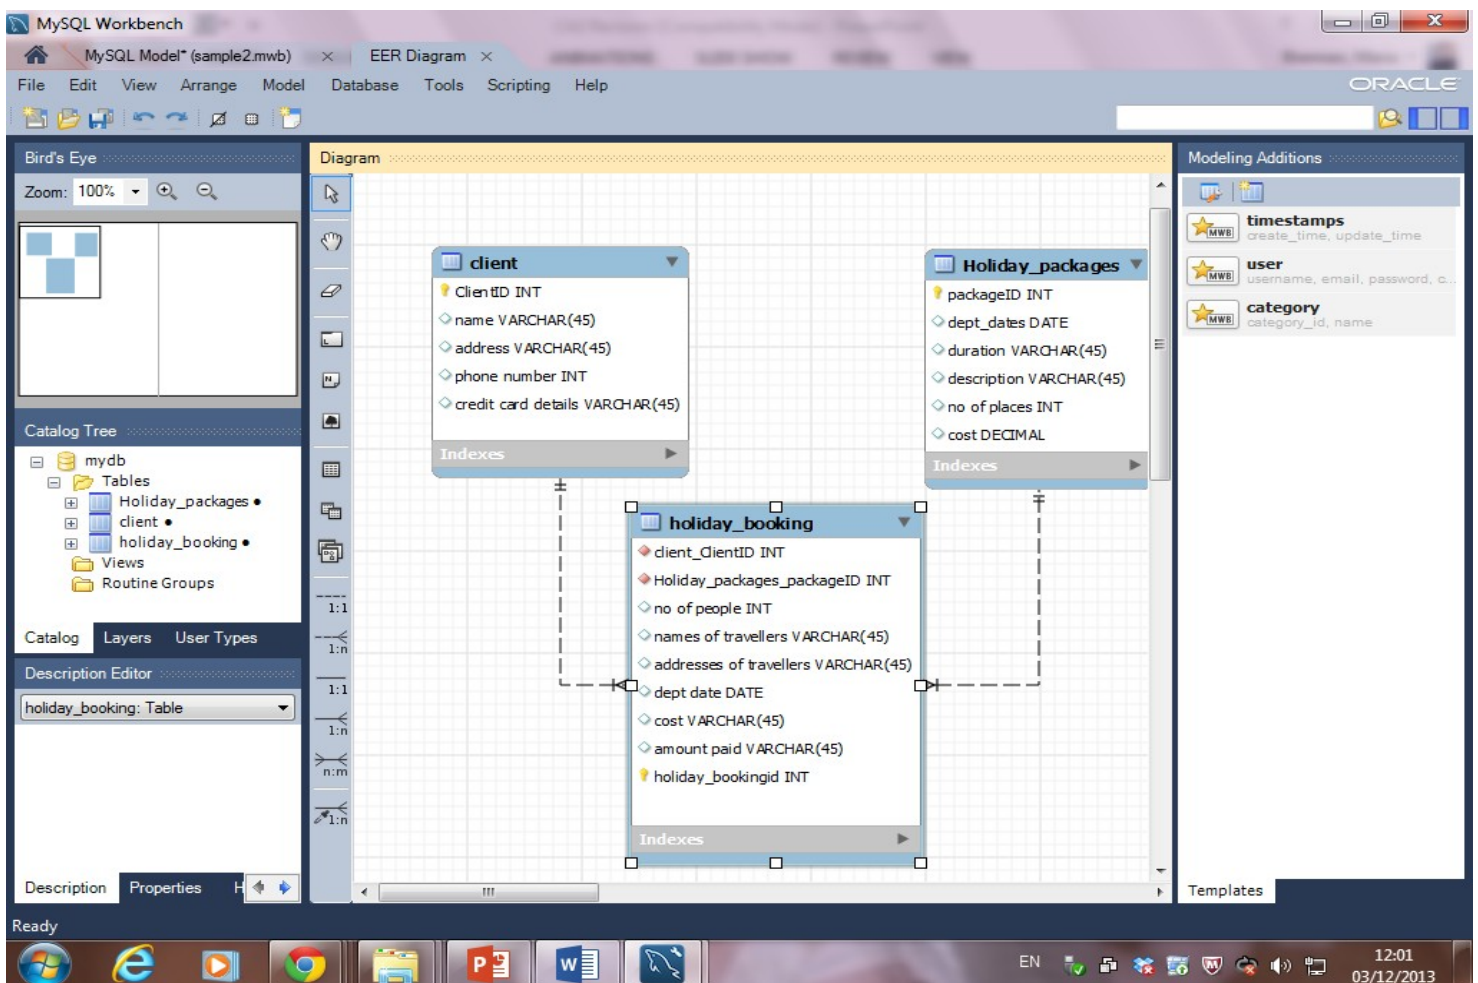 MySQL Workbench
MySQL Model* (sample2.mwb) ×
EER Diagram ×
File Edit View Arrange Model Database Tools Scripting Help
ORACLE
Bird's Eye
Zoom: 100%
Diagram
Modeling Additions
timestamps
create_time, update_time
user
username, email, password, c...
category
category_id, name
MWB
MWB
MWB
client
ClientID INT
name VARCHAR(45)
address VARCHAR(45)
phone number INT
credit card details VARCHAR(45)
Indexes
Holiday_packages
packageID INT
dept_dates DATE
duration VARCHAR(45)
description VARCHAR(45)
no of places INT
cost DECIMAL
Indexes
holiday_booking
client_ClientID INT
Holiday_packages_packageID INT
no of people INT
names of travellers VARCHAR(45)
addresses of travellers VARCHAR(45)
dept date DATE
cost VARCHAR(45)
amount paid VARCHAR(45)
holiday_bookingid INT
Indexes
1:1
1:n
1:1
1:n
n:m
1:n
Catalog Tree
mydb
Tables
Holiday_packages
client
holiday_booking
Views
Routine Groups
Catalog Layers User Types
Description Editor
holiday_booking: Table
Description Properties H
Templates
Ready
EN
12:01
03/12/2013